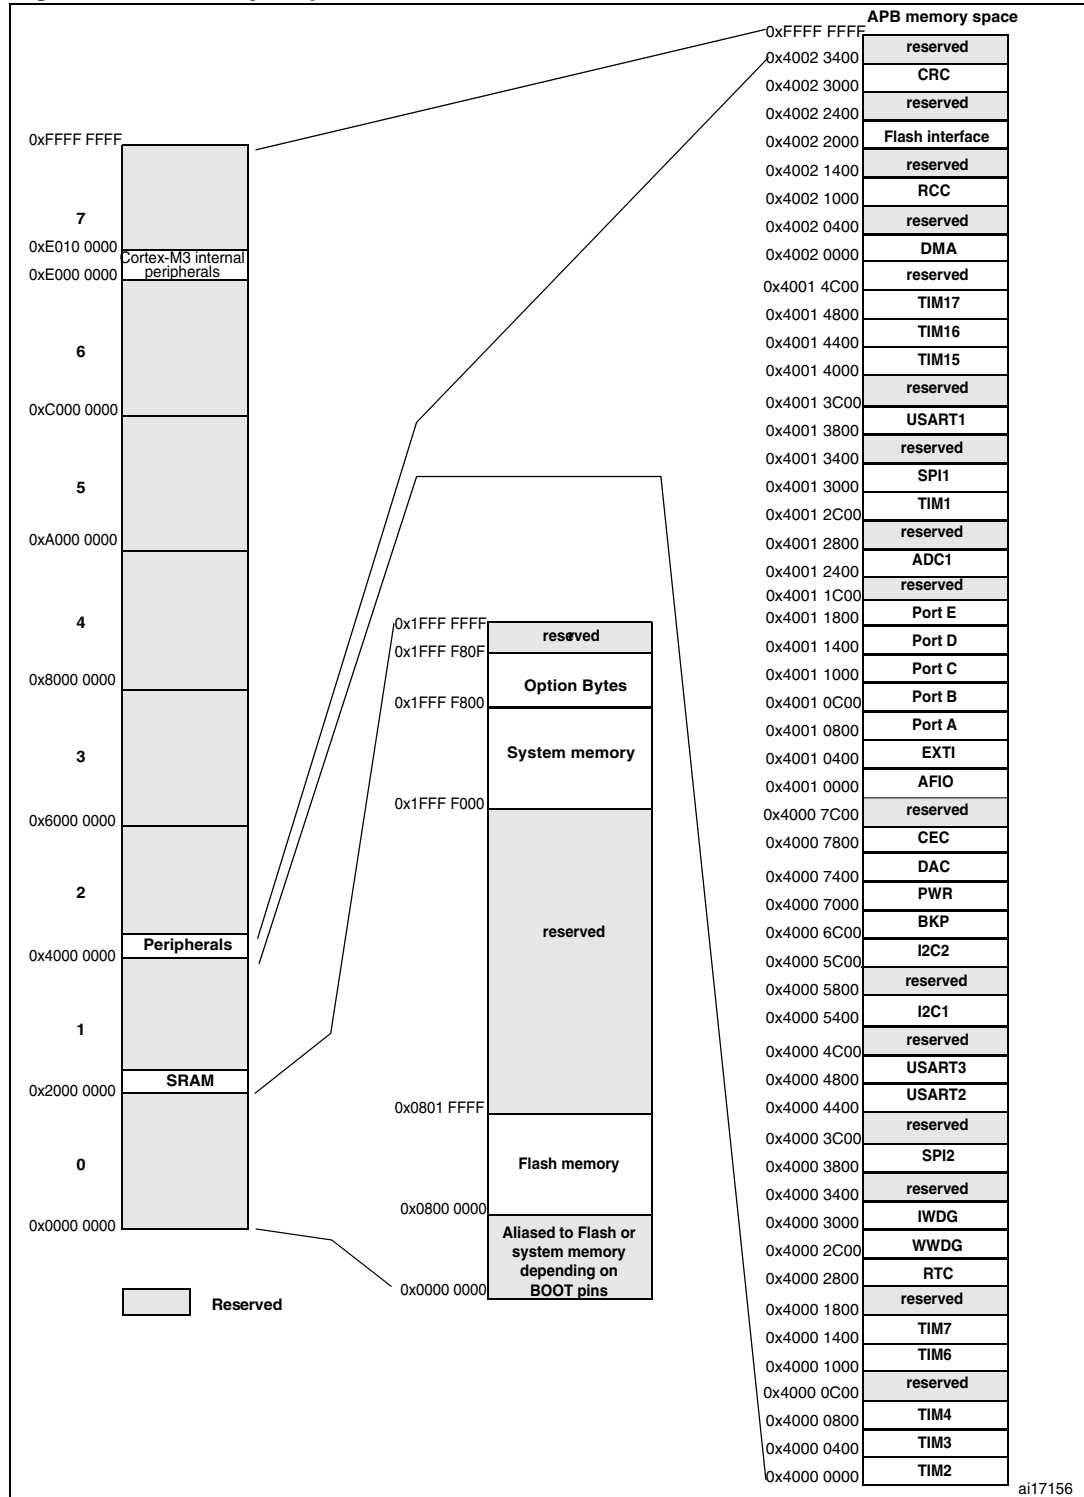 APB memory space
0xFFFF FFFF
reserved
0x4002 3400
CRC
0x4002 3000
reserved
0x4002 2400
Flash interface
0x4002 2000
reserved
0x4002 1400
RCC
0x4002 1000
reserved
0x4002 0400
DMA
0x4002 0000
reserved
0x4001 4C00
TIM17
0x4001 4800
TIM16
0x4001 4400
TIM15
0x4001 4000
reserved
0x4001 3C00
USART1
0x4001 3800
reserved
0x4001 3400
SPI1
0x4001 3000
TIM1
0x4001 2C00
reserved
0x4001 2800
ADC1
0x4001 2400
reserved
0x4001 1C00
Port E
0x4001 1800
Port D
0x4001 1400
Port C
0x4001 1000
Port B
0x4001 0C00
Port A
0x4001 0800
EXTI
0x4001 0400
AFIO
0x4001 0000
reserved
0x4000 7C00
CEC
0x4000 7800
DAC
0x4000 7400
PWR
0x4000 7000
BKP
0x4000 6C00
I2C2
0x4000 5C00
reserved
0x4000 5800
I2C1
0x4000 5400
reserved
0x4000 4C00
USART3
0x4000 4800
USART2
0x4000 4400
reserved
0x4000 3C00
SPI2
0x4000 3800
reserved
0x4000 3400
IWDG
0x4000 3000
WWDG
0x4000 2C00
RTC
0x4000 2800
reserved
0x4000 1800
TIM7
0x4000 1400
TIM6
0x4000 1000
reserved
0x4000 0C00
TIM4
0x4000 0800
TIM3
0x4000 0400
TIM2
0x4000 0000
0xFFFF FFFF
7
0xE010 0000
Cortex-M3 internal
peripherals
0xE000 0000
6
0xC000 0000
5
0xA000 0000
4
0x8000 0000
3
0x6000 0000
2
Peripherals
0x4000 0000
1
SRAM
0x2000 0000
0
0x0000 0000
Reserved
0x1FFF FFFF
reserved
0x1FFF F80F
Option Bytes
0x1FFF F800
System memory
0x1FFF F000
reserved
0x0801 FFFF
Flash memory
0x0800 0000
Aliased to Flash or
system memory
depending on
BOOT pins
0x0000 0000
ai17156